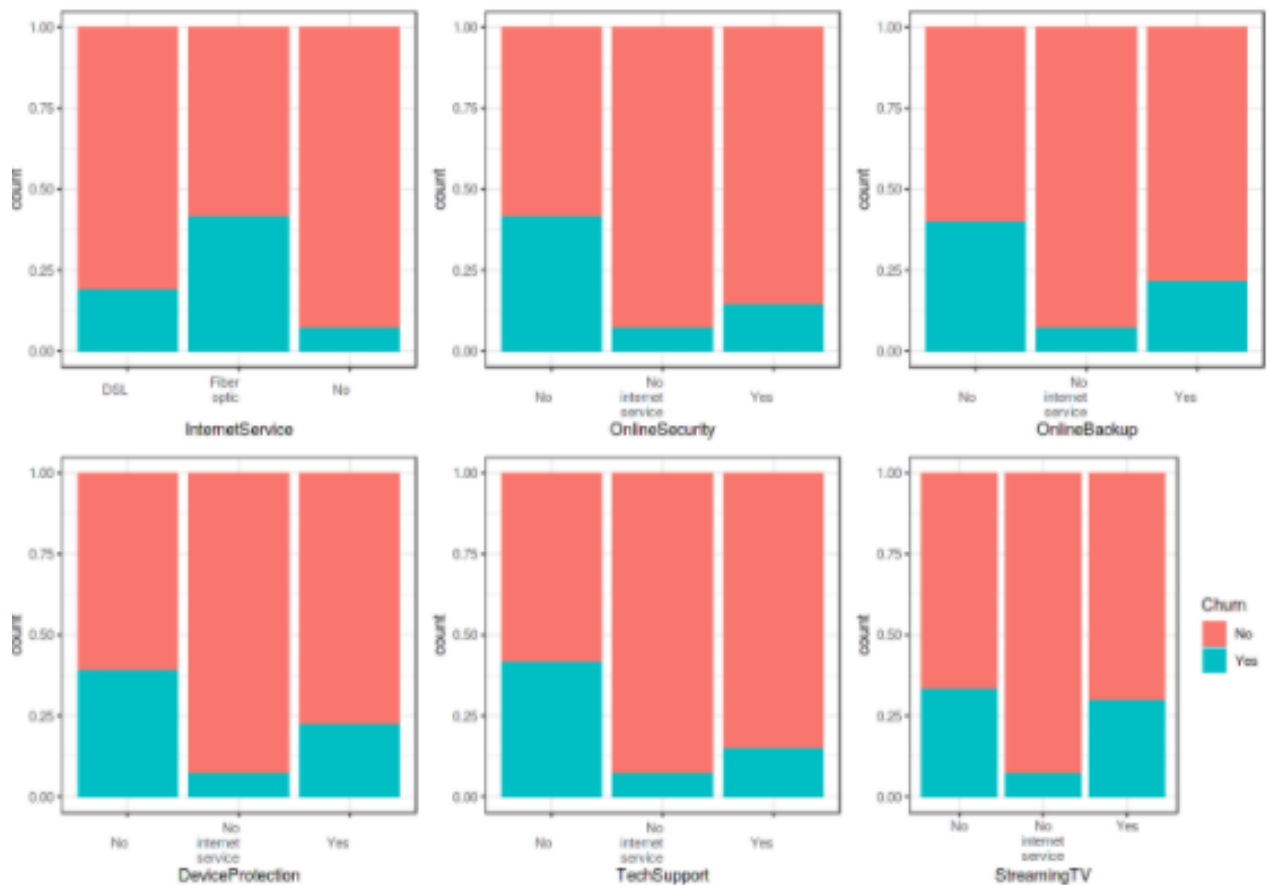 1.00
0.75
0.50
0.25
0.00
count
DSL
Fiber
optic
No
InternetService
1.00
0.75
0.50
0.25
0.00
count
No
No
internet
service
Yes
OnlineSecurity
1.00
0.75
0.50
0.25
0.00
count
No
No
internet
service
Yes
OnlineBackup
1.00
0.75
0.50
0.25
0.00
count
No
No
internet
service
Yes
DeviceProtection
1.00
0.75
0.50
0.25
0.00
count
No
No
internet
service
Yes
TechSupport
1.00
0.75
0.50
0.25
0.00
count
No
No
internet
service
Yes
StreamingTV
Churn
No
Yes